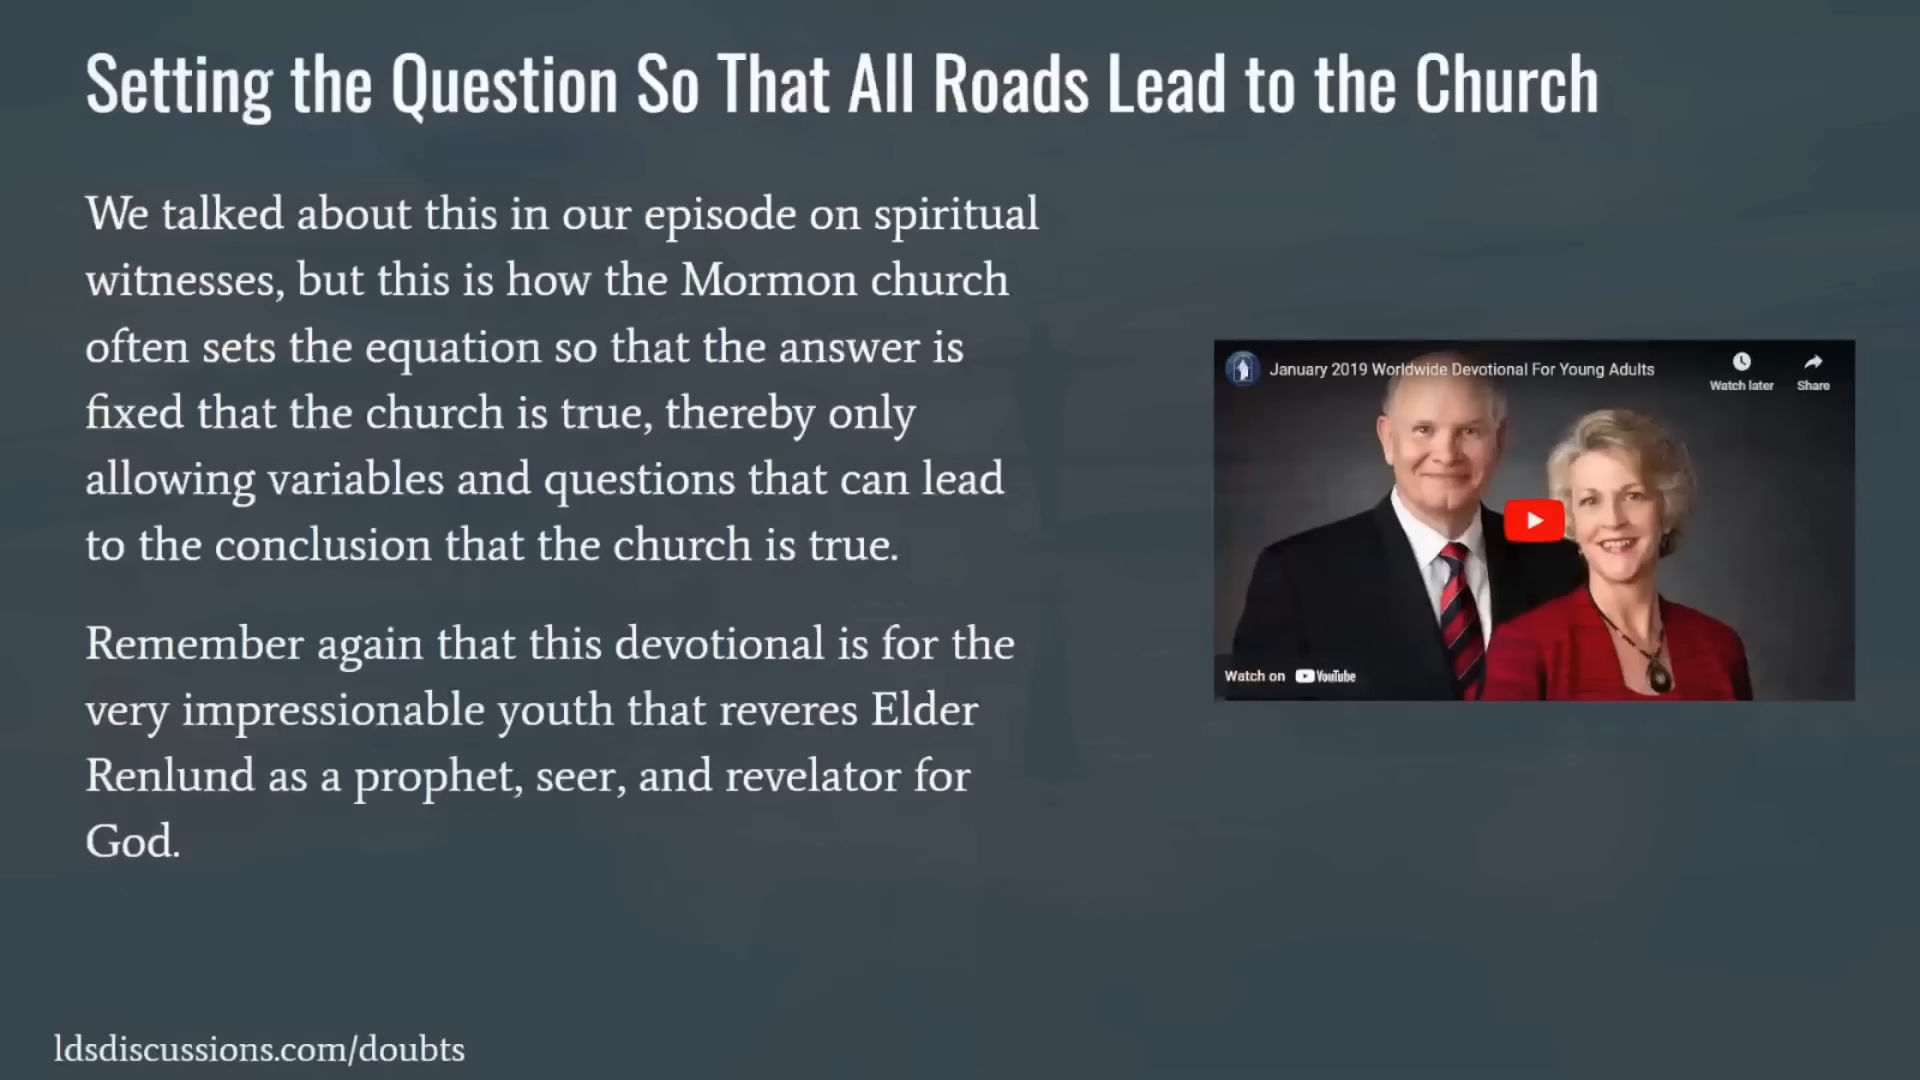 Setting the Question So That All Roads Lead to the Church
We talked about this in our episode on spiritual
witnesses, but this is how the Mormon church
often sets the equation so that the answer is
fixed that the church is true, thereby only
allowing variables and questions that can lead
to the conclusion that the church is true.
Remember again that this devotional is for the
very impressionable youth that reveres Elder
Renlund as a prophet, seer, and revelator for
God.
January 2019 Worldwide Devotional For Young Adults
Watch later
Share
Watch on YouTube
ldsdiscussions.com/doubts